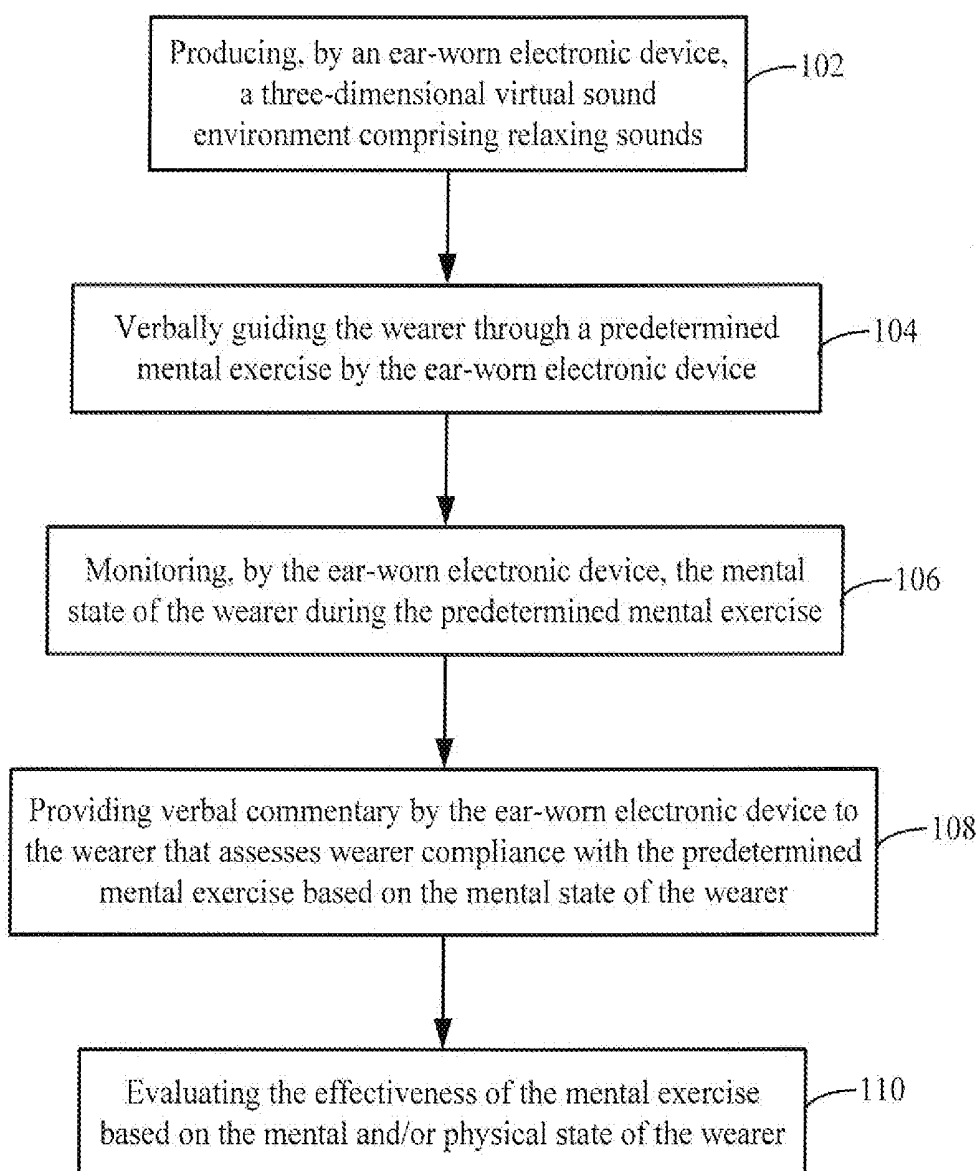 Producing, by an ear-worn electronic device,
a three-dimensional virtual sound
environment comprising relaxing sounds
102
Verbally guiding the wearer through a predetermined
mental exercise by the ear-worn electronic device
104
Monitoring, by the ear-worn electronic device, the mental
state of the wearer during the predetermined mental exercise
106
Providing verbal commentary by the ear-worn electronic device to
the wearer that assesses wearer compliance with the predetermined
mental exercise based on the mental state of the wearer
108
Evaluating the effectiveness of the mental exercise
based on the mental and/or physical state of the wearer
110